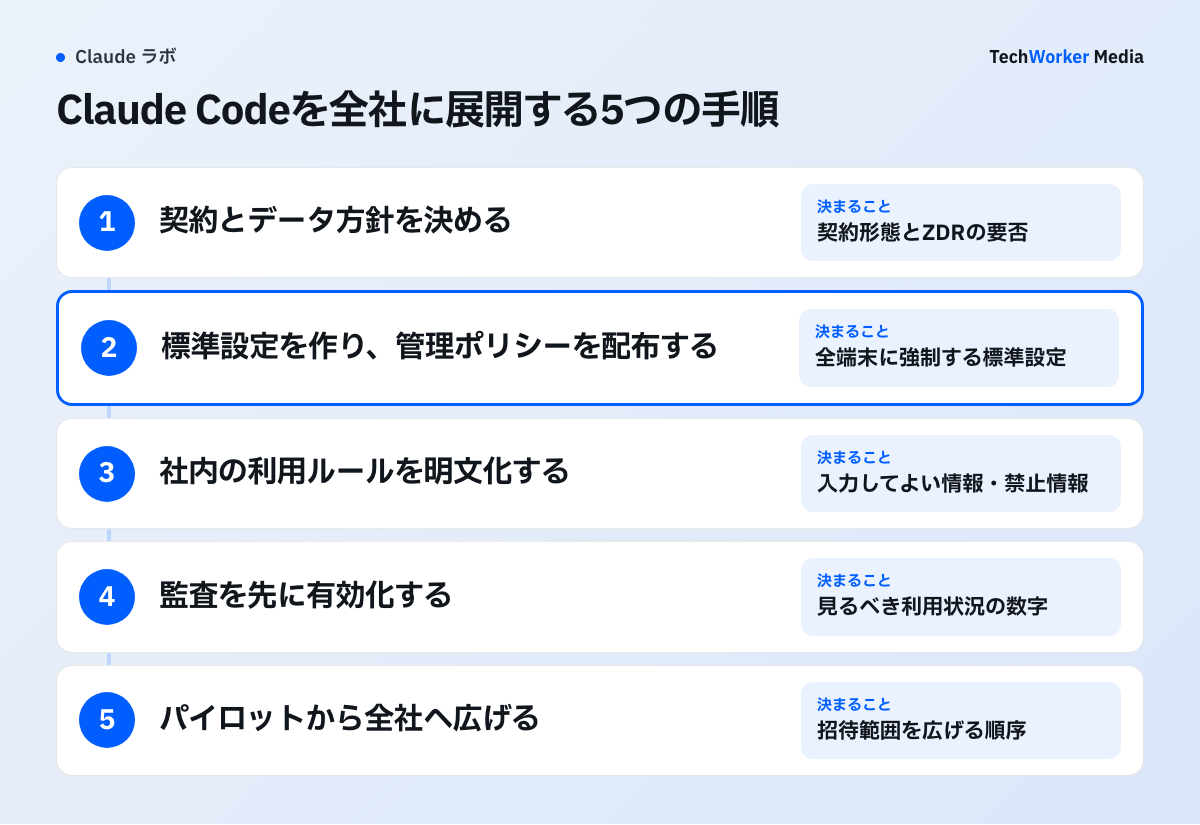 Claude ラボ
TechWorker Media
Claude Codeを全社に展開する5つの手順
1
契約とデータ方針を決める
決まること
契約形態とZDRの要否
2
標準設定を作り、管理ポリシーを配布する
決まること
全端末に強制する標準設定
3
社内の利用ルールを明文化する
決まること
入力してよい情報・禁止情報
4
監査を先に有効化する
決まること
見るべき利用状況の数字
5
パイロットから全社へ広げる
決まること
招待範囲を広げる順序